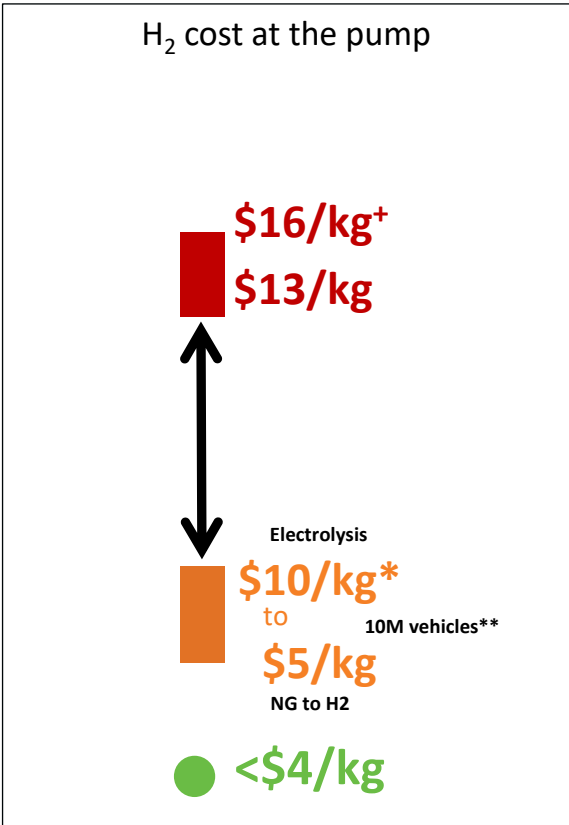 H₂ cost at the pump
$16/kg⁺
$13/kg
Electrolysis
$10/kg*
to
10M vehicles**
$5/kg
NG to H2
<$4/kg